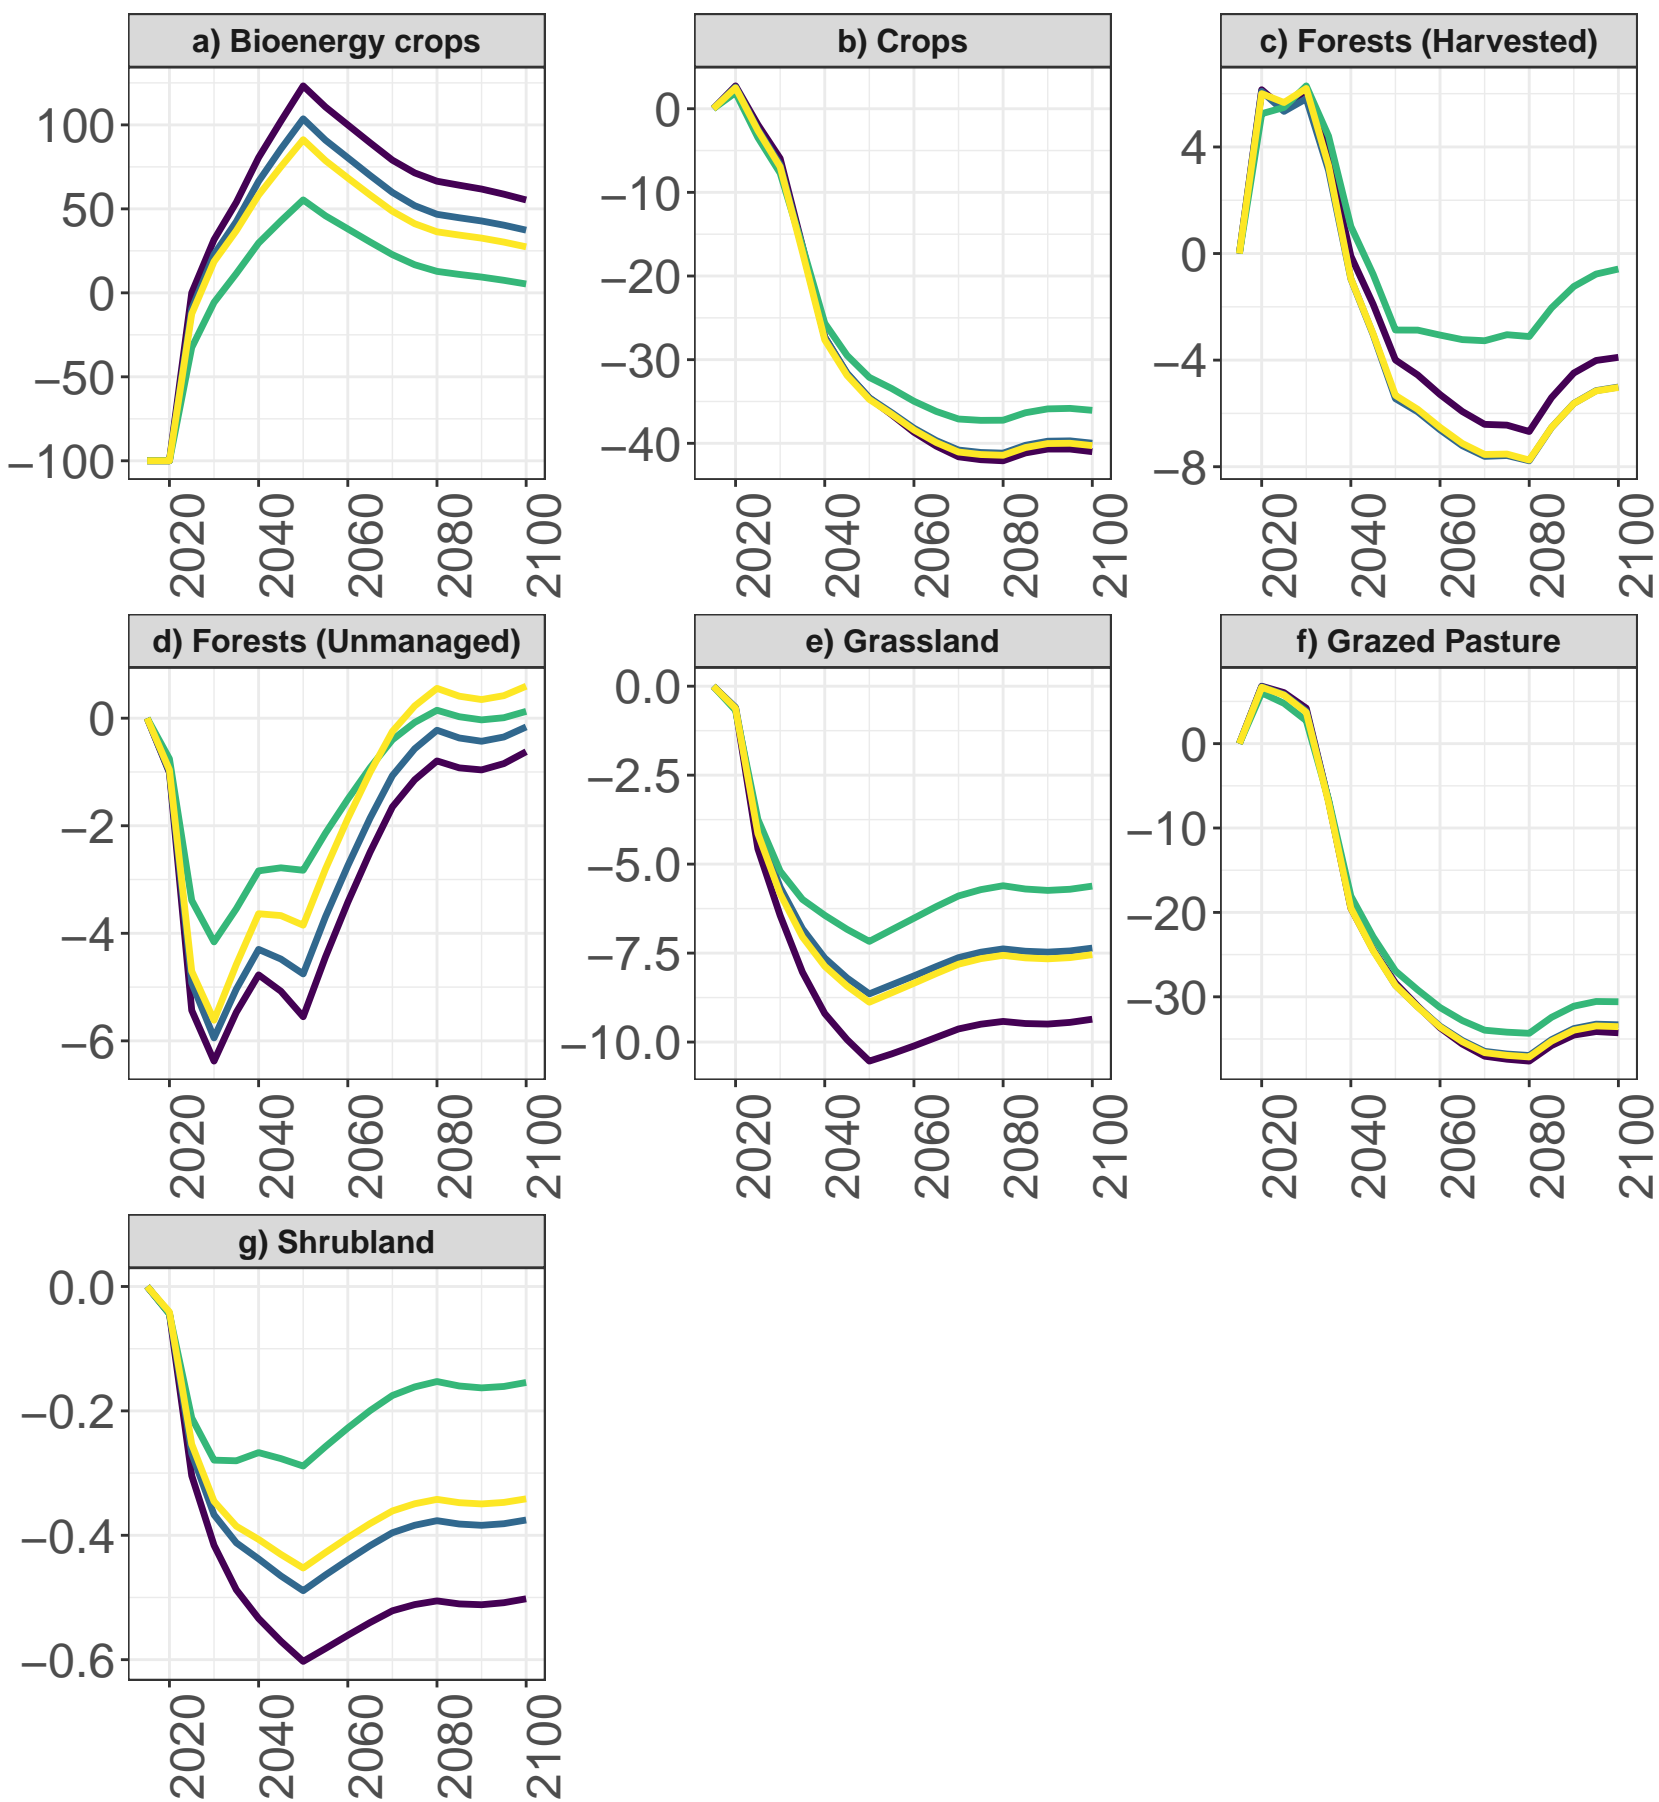 a) Bioenergy crops
100
50
0
−50
−100
2020 2040 2060 2080 2100
b) Crops
0
−10
−20
−30
−40
2020 2040 2060 2080 2100
c) Forests (Harvested)
4
0
−4
−8
2020 2040 2060 2080 2100
d) Forests (Unmanaged)
0
−2
−4
−6
2020 2040 2060 2080 2100
e) Grassland
0.0
−2.5
−5.0
−7.5
−10.0
2020 2040 2060 2080 2100
f) Grazed Pasture
0
−10
−20
−30
2020 2040 2060 2080 2100
g) Shrubland
0.0
−0.2
−0.4
−0.6
2020 2040 2060 2080 2100